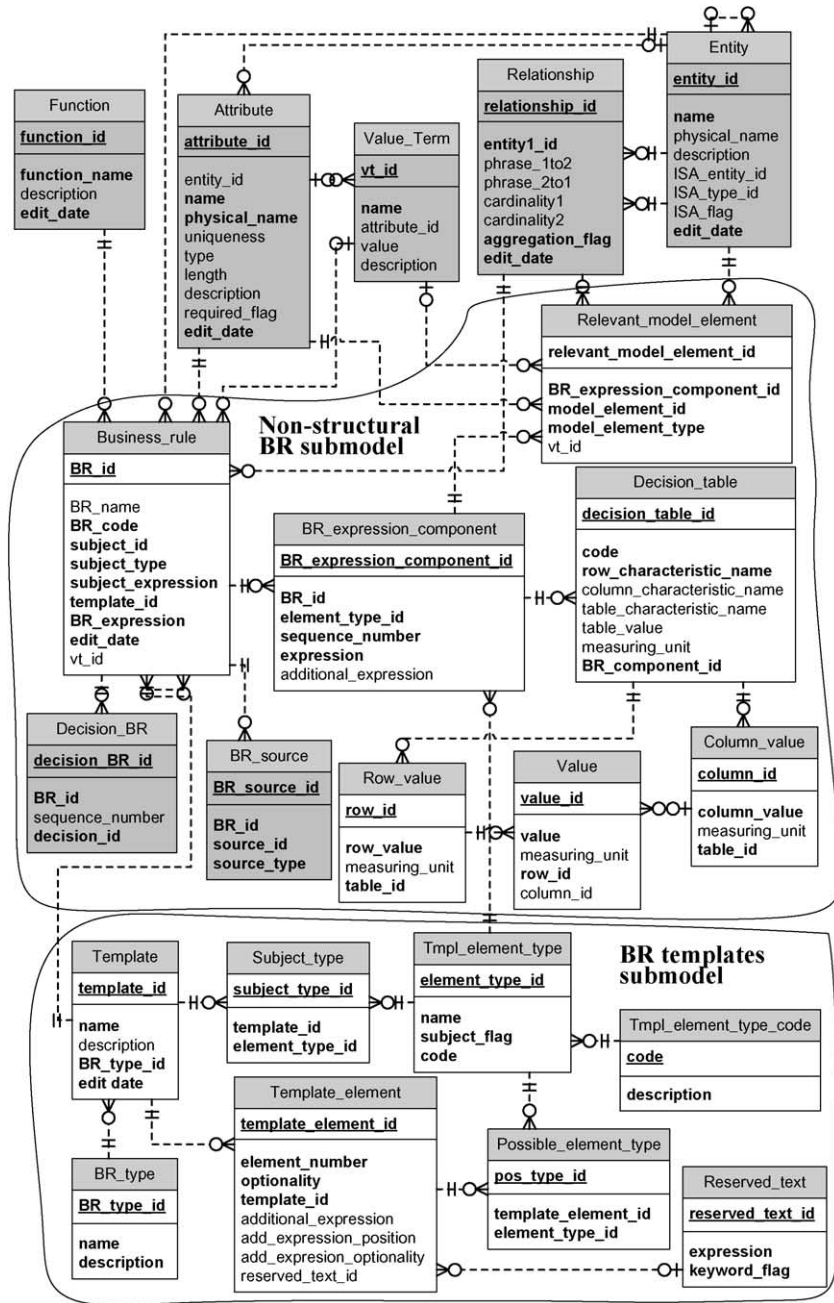 Entity
entity_id
name
physical_name
description
ISA_entity_id
ISA_type_id
ISA_flag
edit_date
Relationship
relationship_id
entity1_id
phrase_1to2
phrase_2to1
cardinality1
cardinality2
aggregation_flag
edit_date
Function
function_id
function_name
description
edit_date
Attribute
attribute_id
entity_id
name
physical_name
uniqueness
type
length
description
required_flag
edit_date
Value_Term
vt_id
name
attribute_id
value
description
Relevant_model_element
relevant_model_element_id
BR_expression_component_id
model_element_id
model_element_type
vt_id
Non-structural
BR submodel
Business_rule
BR_id
BR_name
BR_code
subject_id
subject_type
subject_expression
template_id
BR_expression
edit_date
vt_id
BR_expression_component
BR_expression_component_id
BR_id
element_type_id
sequence_number
expression
additional_expression
Decision_table
decision_table_id
code
row_characteristic_name
column_characteristic_name
table_characteristic_name
table_value
measuring_unit
BR_component_id
Decision_BR
decision_BR_id
BR_id
sequence_number
decision_id
BR_source
BR_source_id
BR_id
source_id
source_type
Row_value
row_id
row_value
measuring_unit
table_id
Value
value_id
value
measuring_unit
row_id
column_id
Column_value
column_id
column_value
measuring_unit
table_id
BR templates
submodel
Template
template_id
name
description
BR_type_id
edit date
Subject_type
subject_type_id
template_id
element_type_id
Tmpl_element_type
element_type_id
name
subject_flag
code
Tmpl_element_type_code
code
description
BR_type
BR_type_id
name
description
Template_element
template_element_id
element_number
optionality
template_id
additional_expression
add_expression_position
add_expresion_optionality
reserved_text_id
Possible_element_type
pos_type_id
template_element_id
element_type_id
Reserved_text
reserved_text_id
expression
keyword_flag